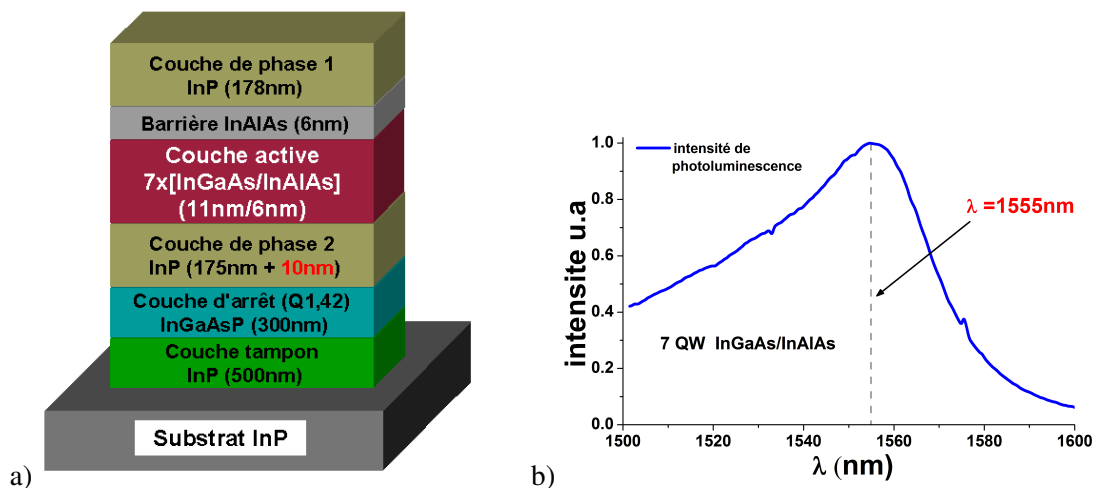 Couche de phase 1
InP (178nm)
Barrière InAlAs (6nm)
Couche active
7x[InGaAs/InAlAs]
(11nm/6nm)
Couche de phase 2
InP (175nm + 10nm)
Couche d'arrêt (Q1,42)
InGaAsP (300nm)
Couche tampon
InP (500nm)
Substrat InP
a)
intensité de
photoluminescence
λ =1555nm
7 QW InGaAs/InAlAs
intensite u.a
1.0
0.8
0.6
0.4
0.2
0.0
1500 1520 1540 1560 1580 1600
λ (nm)
b)